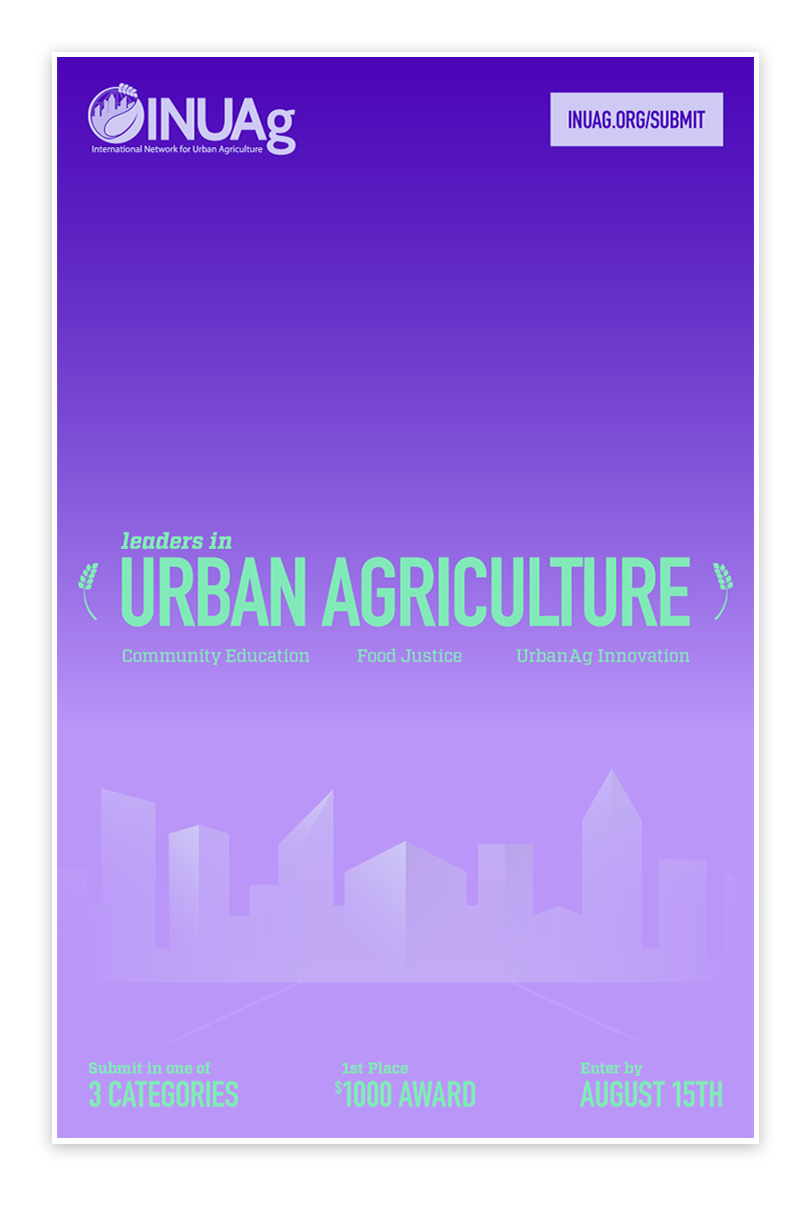 INUAg
International Network for Urban Agriculture
INUAG.ORG/SUBMIT
leaders in
URBAN AGRICULTURE
Community Education
Food Justice
UrbanAg Innovation
Submit in one of
3 CATEGORIES
1st Place
$1000 AWARD
Enter by
AUGUST 15TH